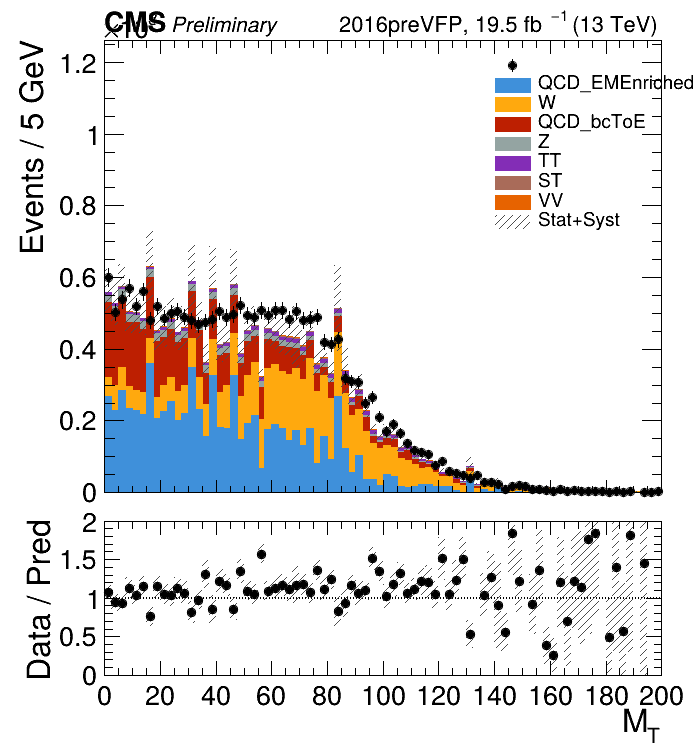 CMS Preliminary 2016preVFP, 19.5 fb⁻¹ (13 TeV)
Events / 5 GeV
1.2
1
0.8
0.6
0.4
0.2
0
QCD_EMEnriched
W
QCD_bcToE
Z
TT
ST
VV
Stat+Syst
Data / Pred
2
1.5
1
0.5
0
0 20 40 60 80 100 120 140 160 180 200
M_T